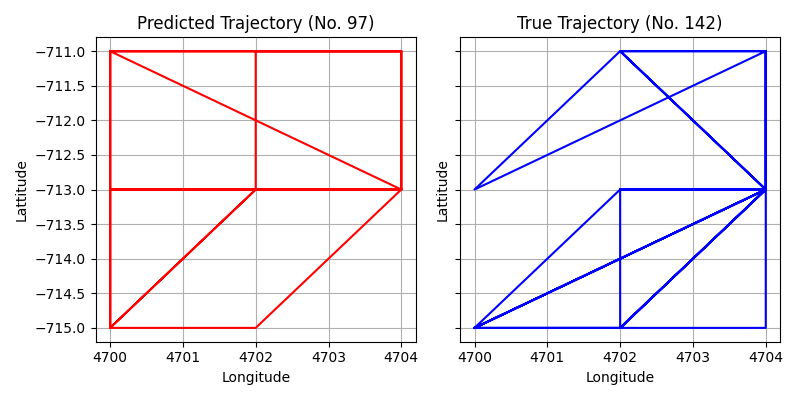 Predicted Trajectory (No. 97)
True Trajectory (No. 142)
−711.0
−711.5
−712.0
−712.5
−713.0
−713.5
−714.0
−714.5
−715.0
Lattitude
Lattitude
4700 4701 4702 4703 4704
4700 4701 4702 4703 4704
Longitude
Longitude